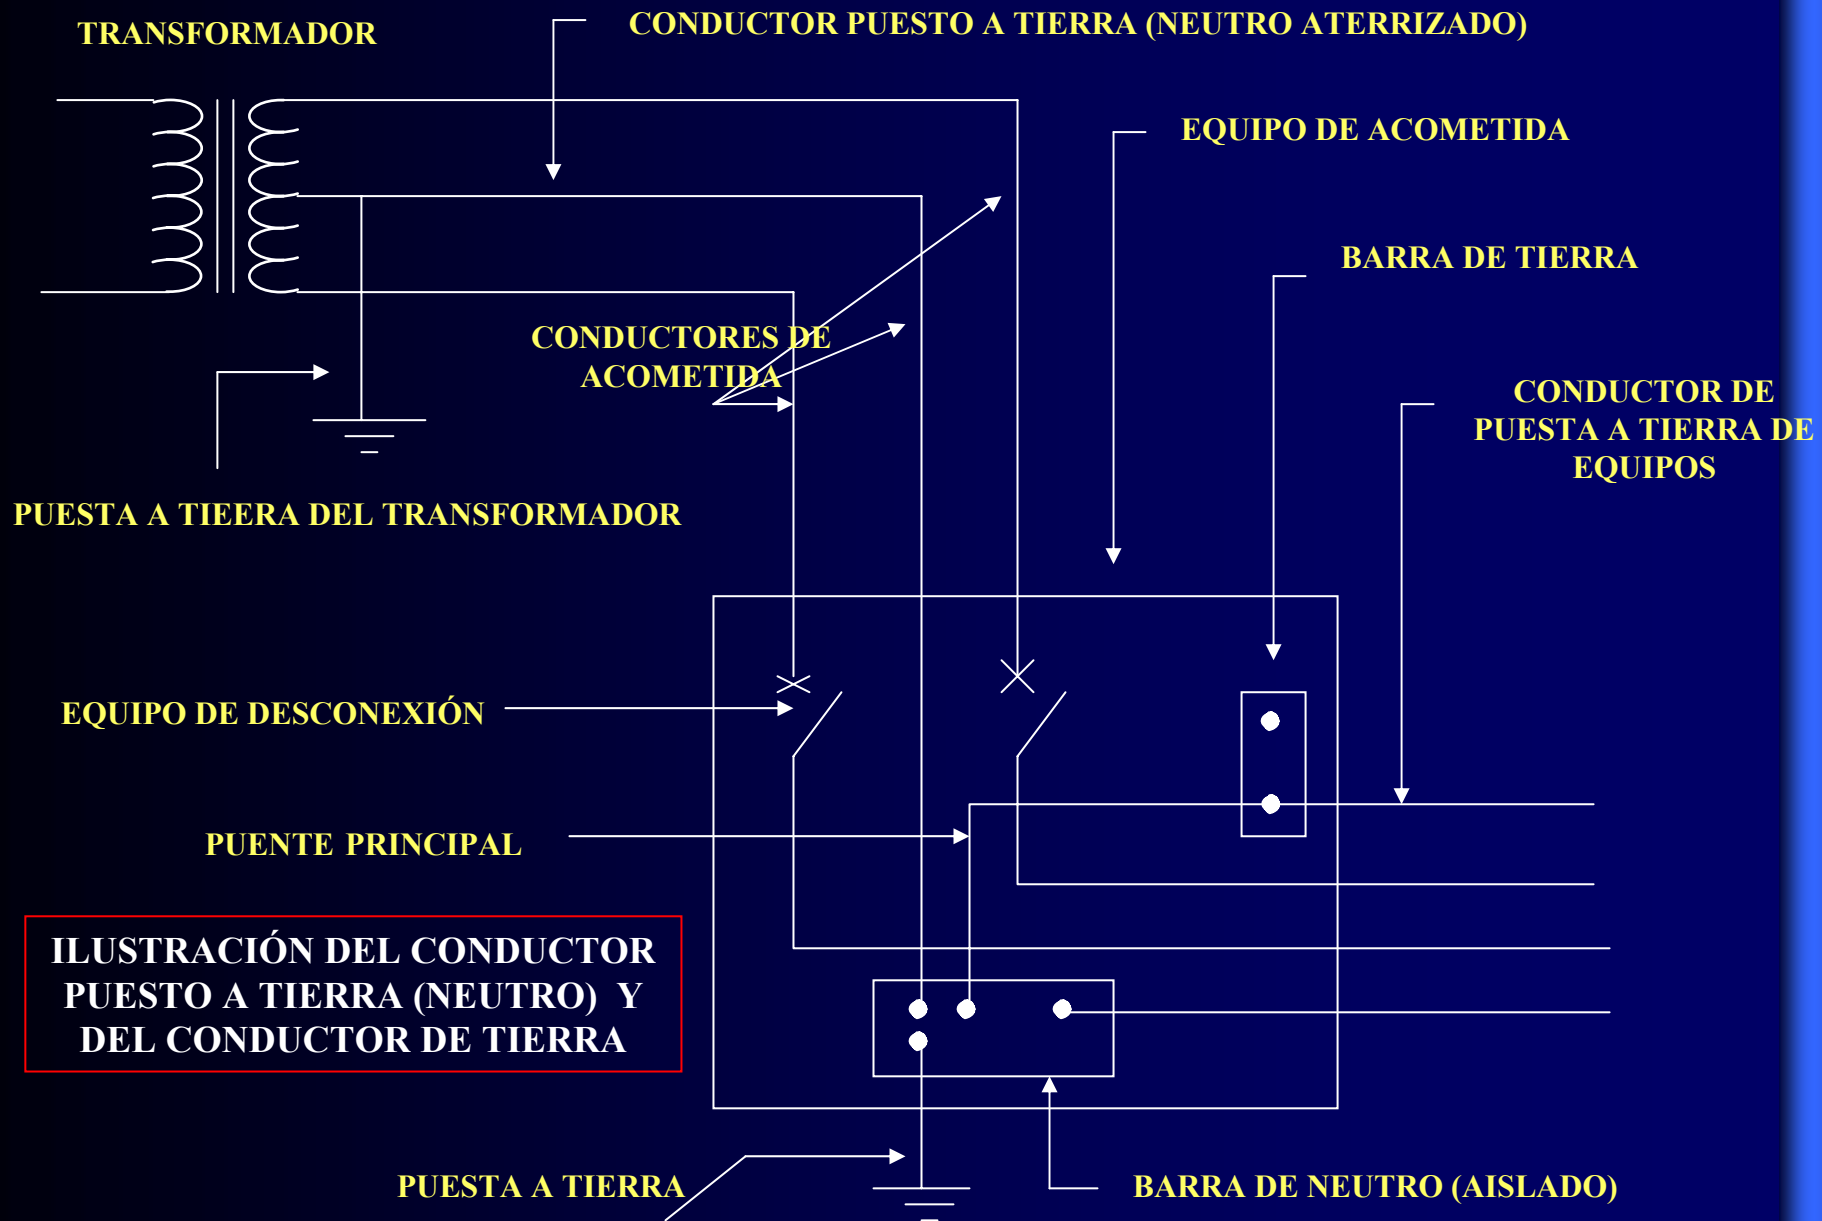 TRANSFORMADOR
CONDUCTOR PUESTO A TIERRA (NEUTRO ATERRIZADO)
EQUIPO DE ACOMETIDA
BARRA DE TIERRA
CONDUCTORES DE
ACOMETIDA
CONDUCTOR DE
PUESTA A TIERRA DE
EQUIPOS
PUESTA A TIEERA DEL TRANSFORMADOR
EQUIPO DE DESCONEXIÓN
PUENTE PRINCIPAL
ILUSTRACIÓN DEL CONDUCTOR
PUESTO A TIERRA (NEUTRO) Y
DEL CONDUCTOR DE TIERRA
PUESTA A TIERRA
BARRA DE NEUTRO (AISLADO)